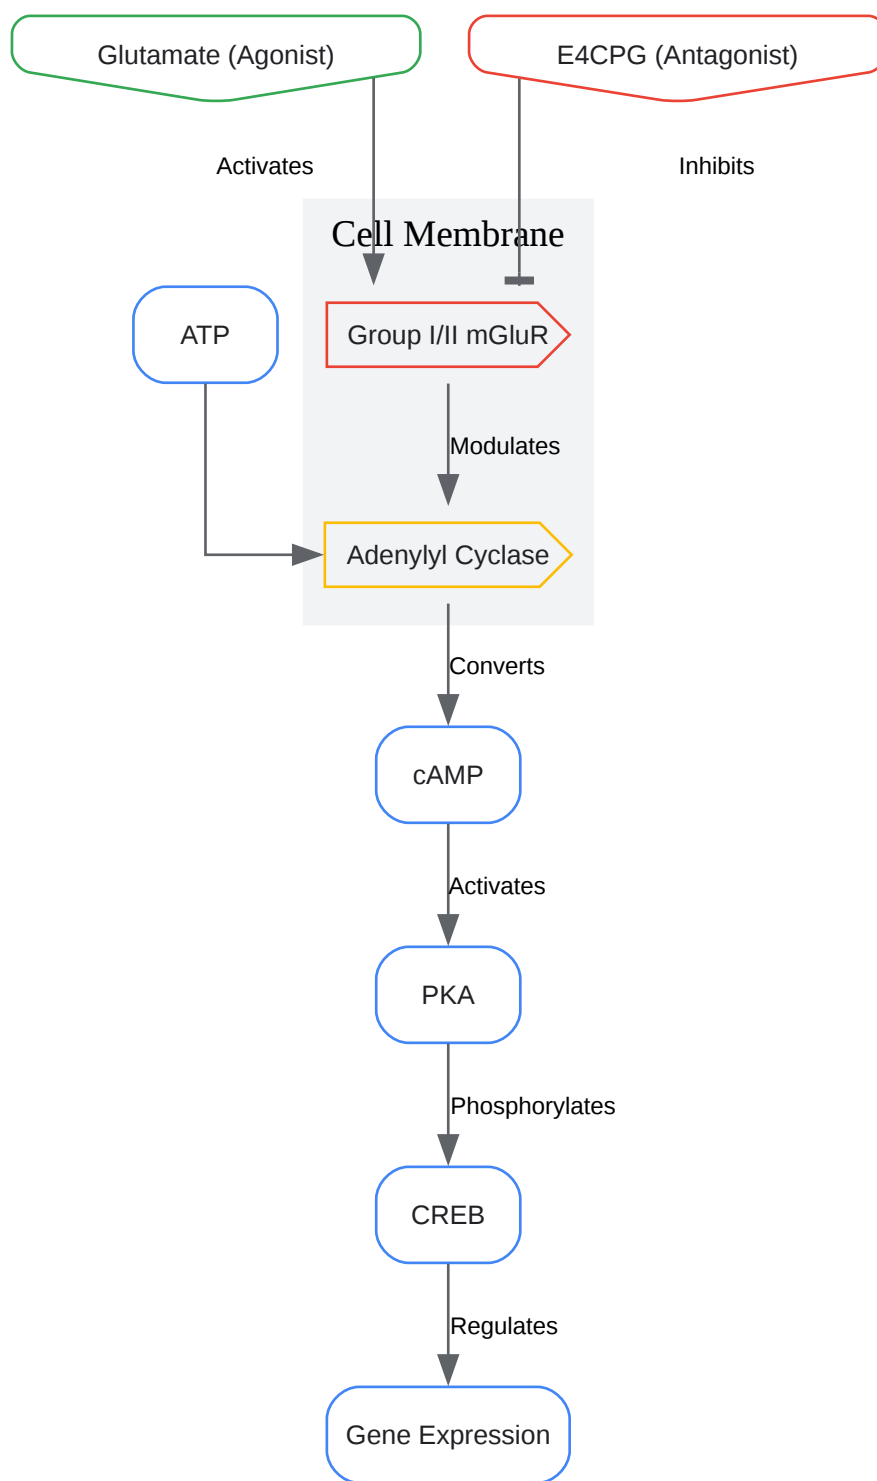 Glutamate (Agonist)
E4CPG (Antagonist)
Activates
Inhibits
Cell Membrane
ATP
Group I/II mGluR
Modulates
Adenylyl Cyclase
Converts
cAMP
Activates
PKA
Phosphorylates
CREB
Regulates
Gene Expression